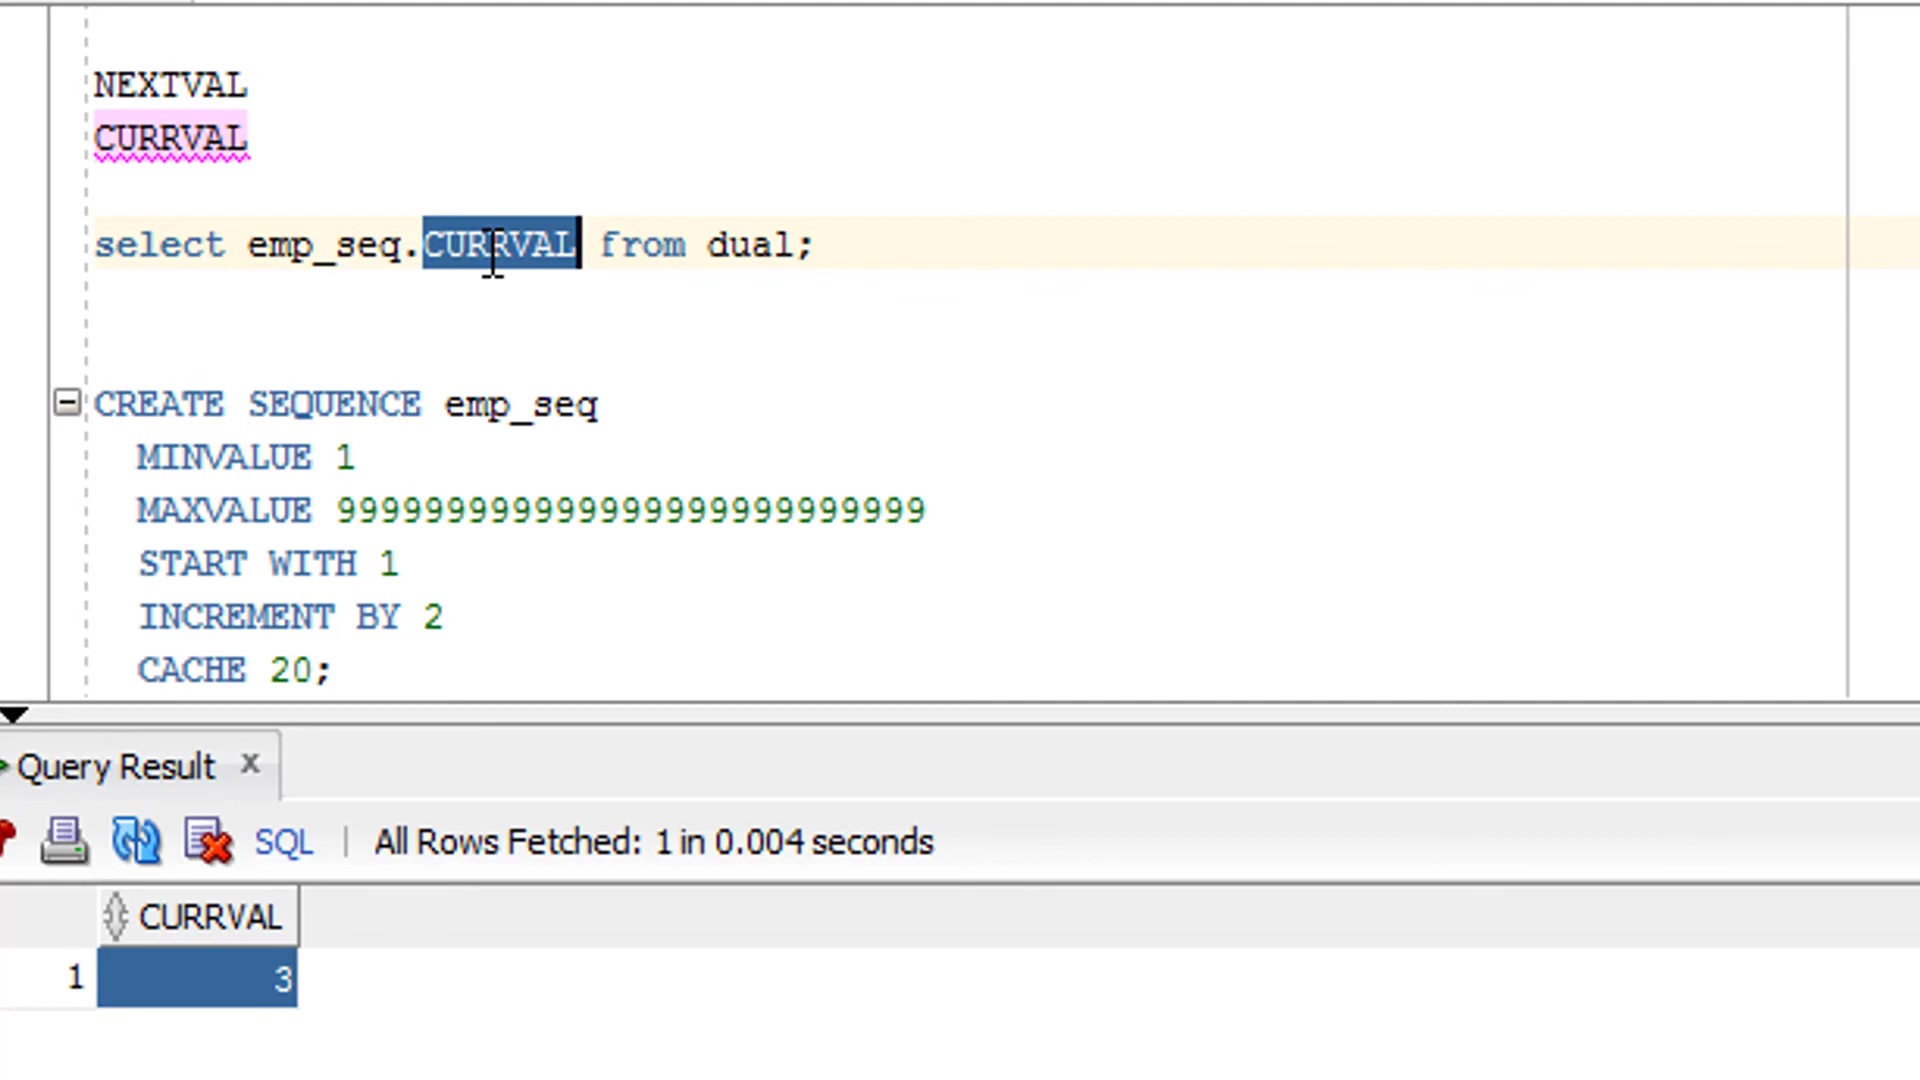 NEXTVAL
CURRVAL
select emp_seq.CURRVAL from dual;
CREATE SEQUENCE emp_seq
MINVALUE 1
MAXVALUE 999999999999999999999999999
START WITH 1
INCREMENT BY 2
CACHE 20;
Query Result x
SQL | All Rows Fetched: 1 in 0.004 seconds
CURRVAL
1 3